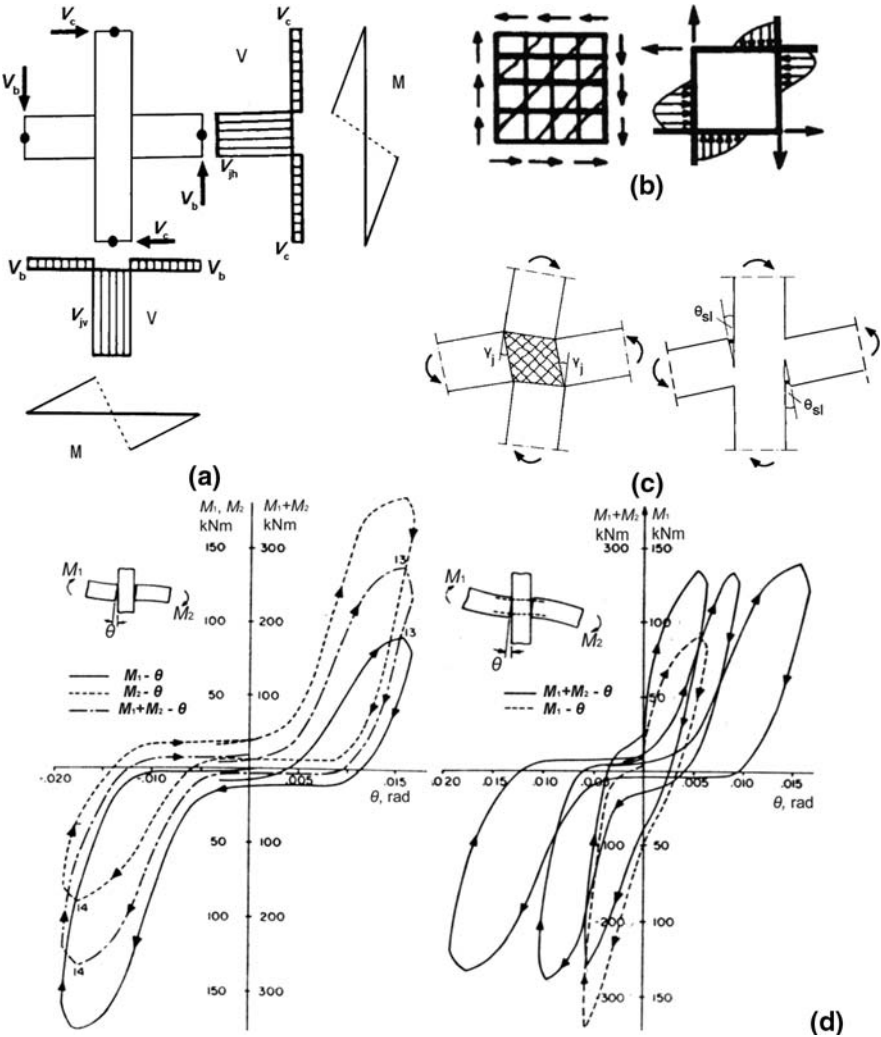 V_c
V_b
V
M
V_jh
V_b
V_c
V_c
V_b
V_b
V_jv
V
M
(a)
(b)
γ_j
γ_j
θ_sl
θ_sl
(c)
M₁, M₂
kNm
M₁+M₂
kNm
150
300
13
M₁
M₂
θ
100
200
13
M₁ - θ
M₂ - θ
M₁+M₂ - θ
50
100
-.020
-.010
.005
.015
θ, rad
50
100
14
100
200
14
150
300
M₁+M₂
kNm
M₁
kNm
300
150
M₁
M₂
θ
100
50
M₁+M₂ - θ
M₁ - θ
.020
-.010
.005
.005
.010
.015
θ, rad
-100
50
-200
100
-300
150
(d)